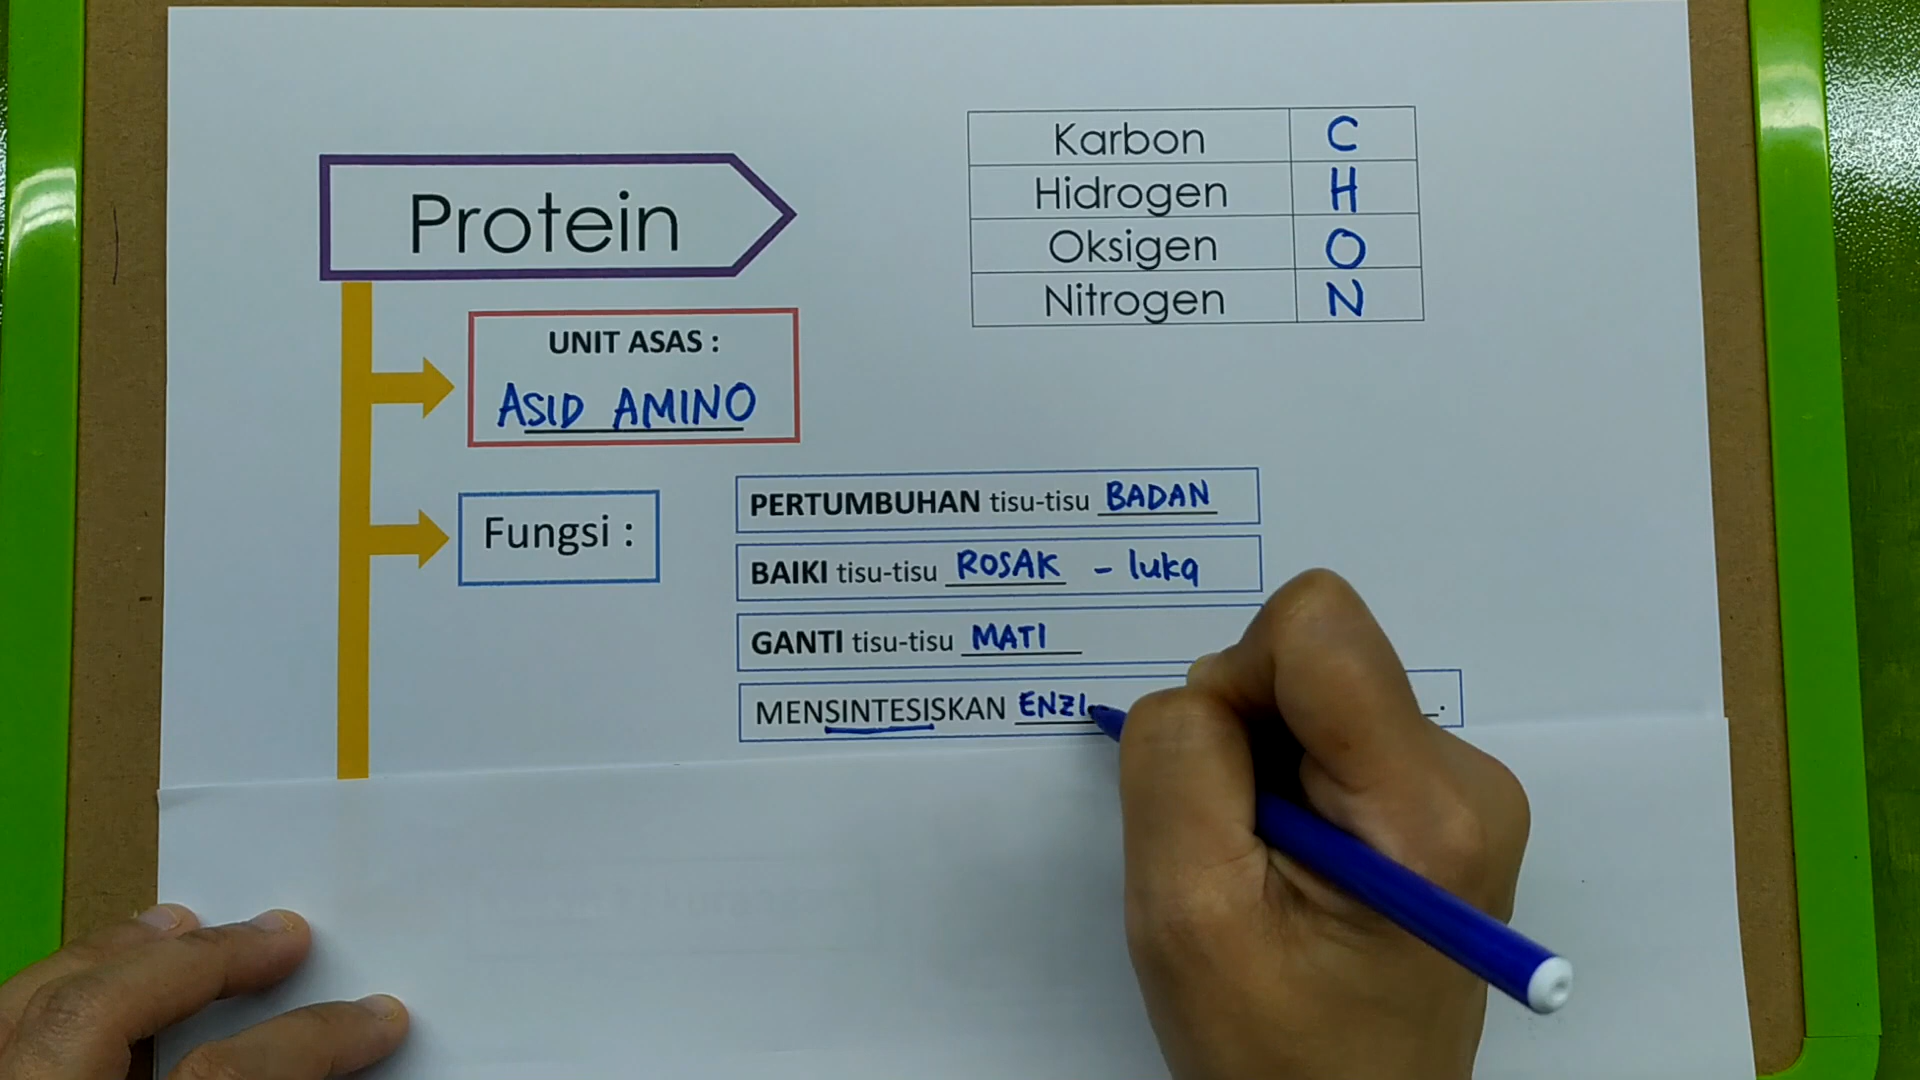 Protein
Karbon C
Hidrogen H
Oksigen O
Nitrogen N
UNIT ASAS :
ASID AMINO
Fungsi :
PERTUMBUHAN tisu-tisu BADAN
BAIKI tisu-tisu ROSAK - luka
GANTI tisu-tisu MATI
MENSINTESISKAN ENZI